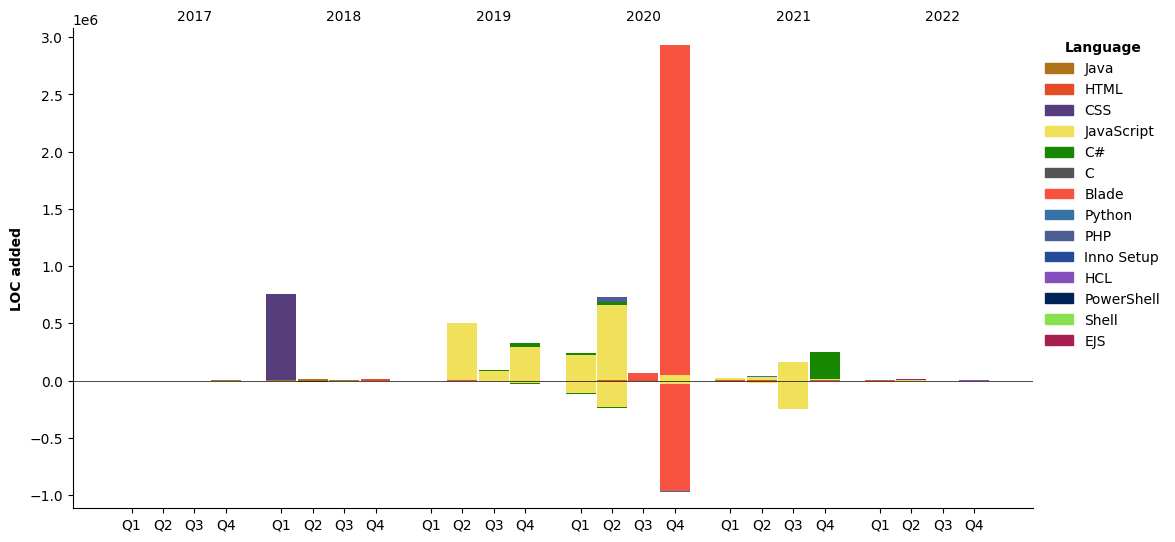 1e6
2017 2018 2019 2020 2021 2022
3.0
2.5
2.0
1.5
1.0
0.5
0.0
−0.5
−1.0
LOC added
Q1 Q2 Q3 Q4 Q1 Q2 Q3 Q4 Q1 Q2 Q3 Q4 Q1 Q2 Q3 Q4 Q1 Q2 Q3 Q4 Q1 Q2 Q3 Q4
Language
Java
HTML
CSS
JavaScript
C#
C
Blade
Python
PHP
Inno Setup
HCL
PowerShell
Shell
EJS